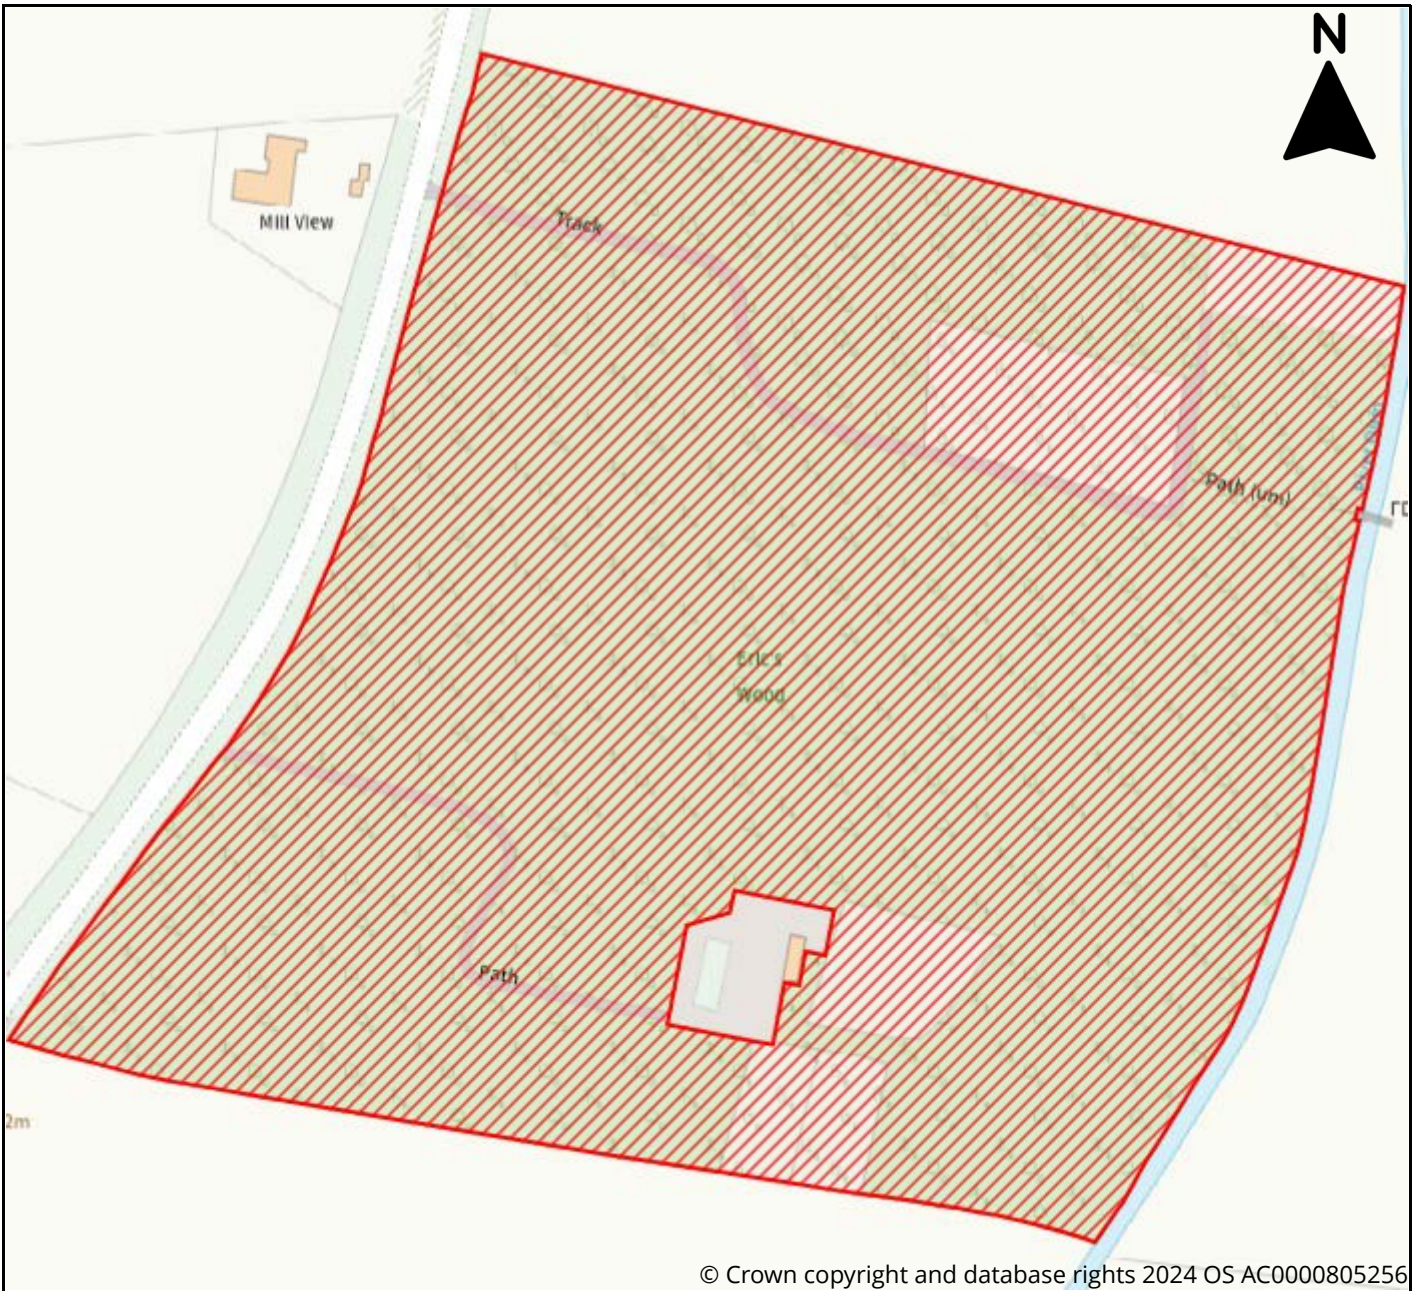 N
Mill View
Track
Path (um)
Eric's
Wood
Path
2m
© Crown copyright and database rights 2024 OS AC0000805256